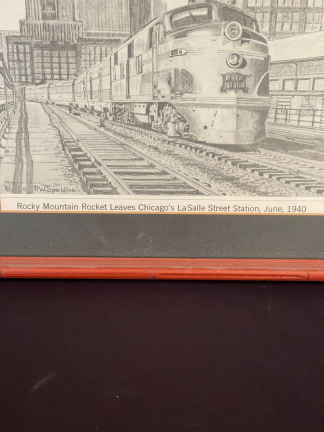 Rocky Mountain Rocket Leaves Chicago's LaSalle Street Station, June, 1940